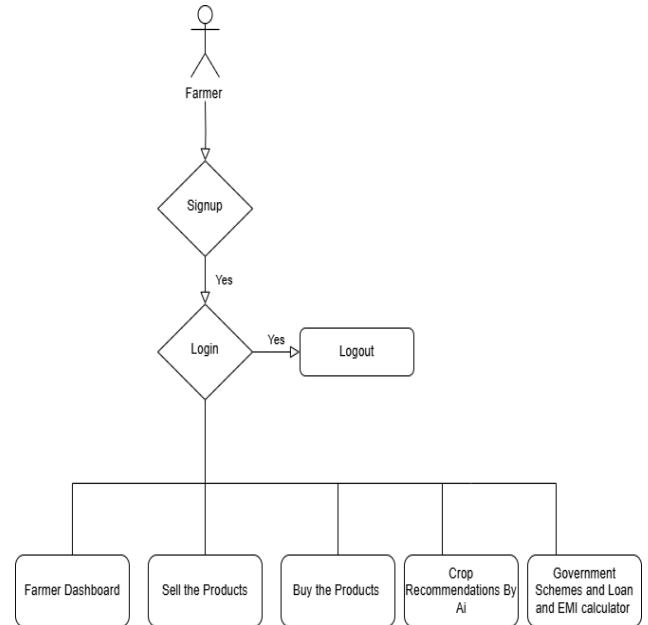 Farmer
Signup
Yes
Login
Yes
Logout
Farmer Dashboard
Sell the Products
Buy the Products
Crop
Recommendations By
Ai
Government
Schemes and Loan
and EMI calculator